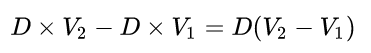 D × V₂ − D × V₁ = D(V₂ − V₁)